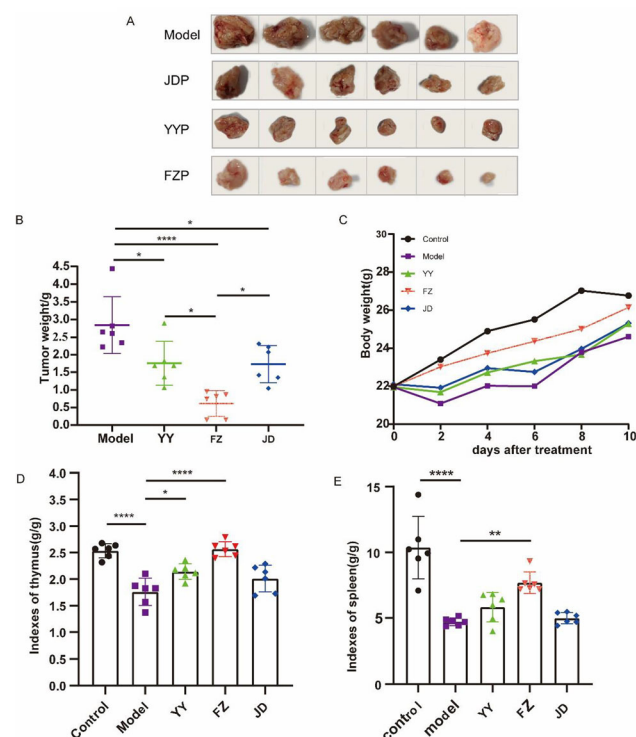 A
Model
JDP
YYP
FZP
B
*
****
*
*
*
Tumor weight/g
4.5
4.0
3.5
3.0
2.5
2.0
1.5
1.0
0.5
0.0
Model YY FZ JD
C
Control
Model
YY
FZ
JD
Body weight(g)
28
26
24
22
20
0 2 4 6 8 10
days after treatment
D
****
*
****
Indexes of thymus(g/g)
4.0
3.5
3.0
2.5
2.0
1.5
1.0
0.5
0.0
Control Model YY FZ JD
E
****
**
Indexes of spleen(g/g)
15
10
5
0
control model YY FZ JD